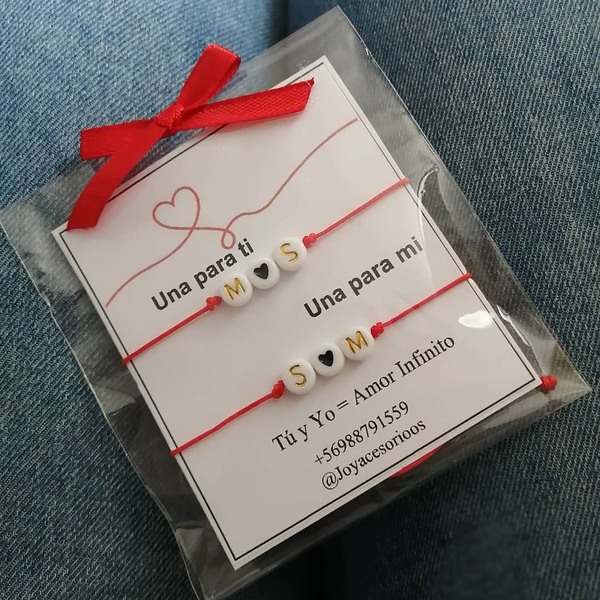 Una para ti
M S
Una para mi
S M
Tú y Yo = Amor Infinito
+56988791559
@Joyacesorioos